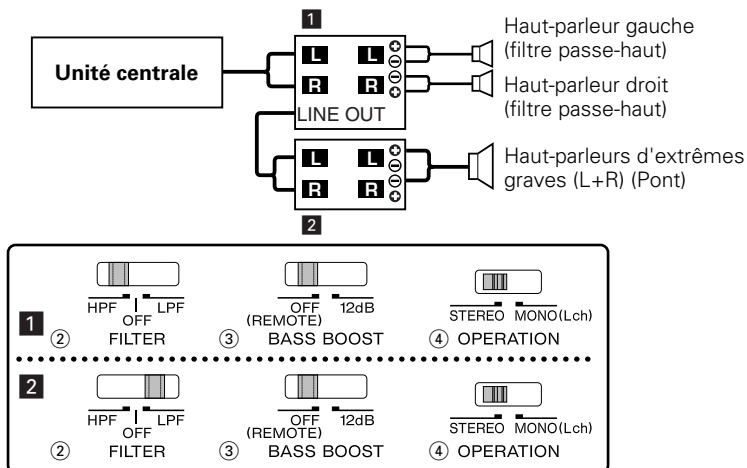 1
Unité centrale
L L ⊕ ⊖
R R ⊖ ⊕
LINE OUT
Haut-parleur gauche
(filtre passe-haut)
Haut-parleur droit
(filtre passe-haut)
L L ⊕ ⊖
R R ⊖ ⊕
Haut-parleurs d'extrêmes
graves (L+R) (Pont)
2
1
HPF OFF LPF
② FILTER
OFF 12dB
(REMOTE)
③ BASS BOOST
STEREO MONO(Lch)
④ OPERATION
2
HPF OFF LPF
② FILTER
OFF 12dB
(REMOTE)
③ BASS BOOST
STEREO MONO(Lch)
④ OPERATION